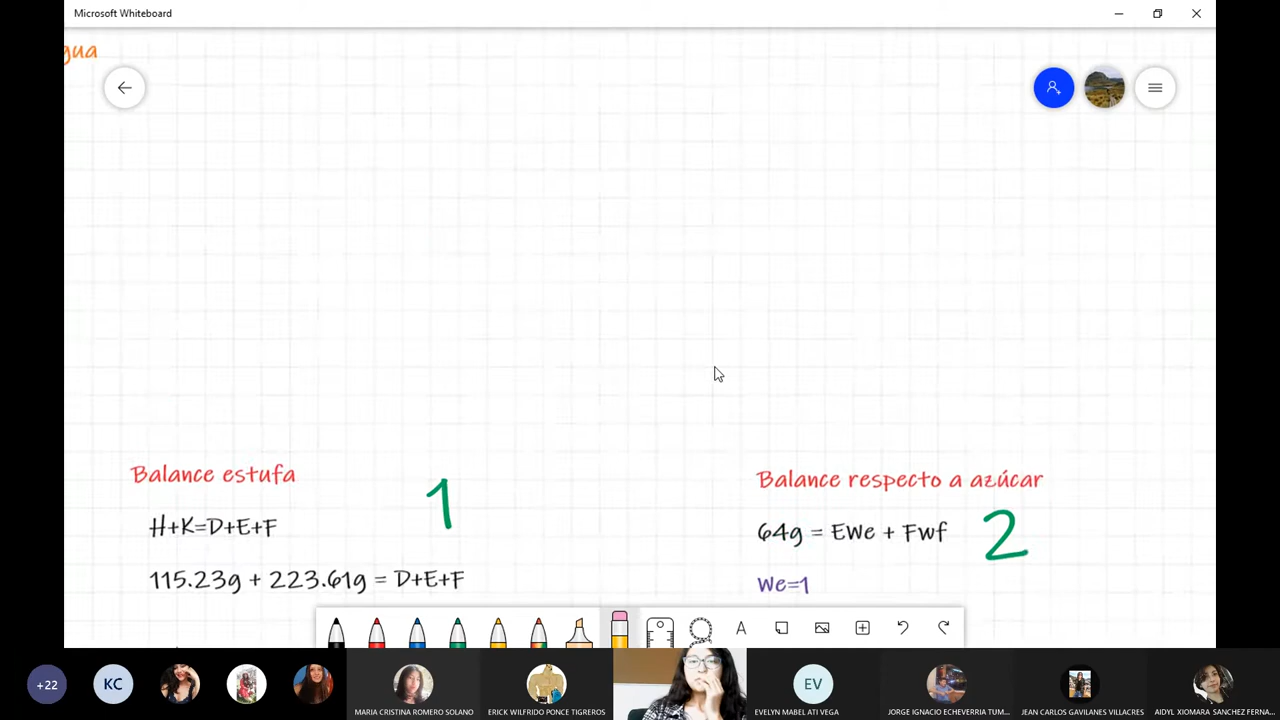 Microsoft Whiteboard
gua
Balance estufa
1
H+K=D+E+F
115.23g + 223.61g = D+E+F
Balance respecto a azúcar
64g = EWe + Fwf
2
We=1
A
+22
KC
MARIA CRISTINA ROMERO SOLANO
ERICK WILFRIDO PONCE TIGREROS
EV
EVELYN MABEL ATI VEGA
JORGE IGNACIO ECHEVERRIA TUM...
JEAN CARLOS GAVILANES VILLACRES
AIDYL XIOMARA SANCHEZ FERNA...